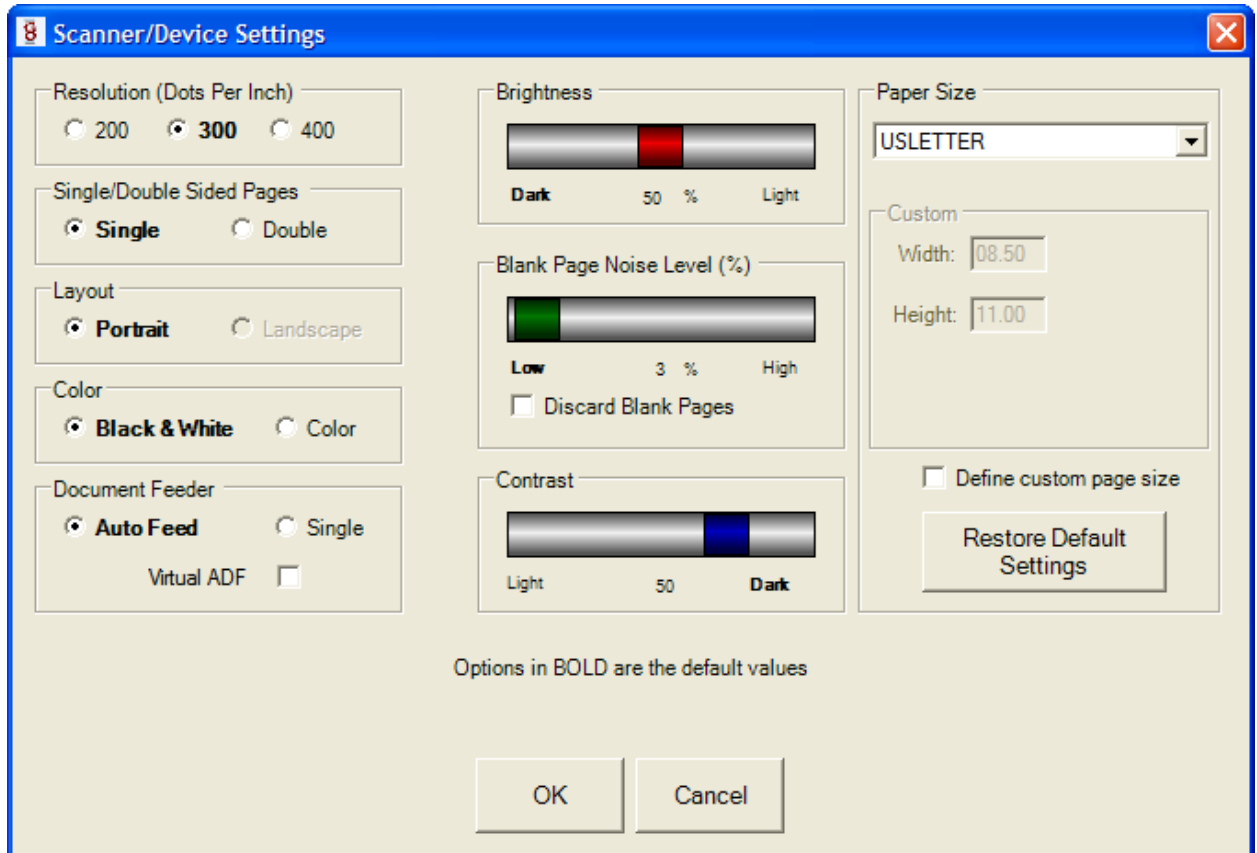 Scanner/Device Settings
Resolution (Dots Per Inch)
200 300 400
Single/Double Sided Pages
Single Double
Layout
Portrait Landscape
Color
Black & White Color
Document Feeder
Auto Feed Single
Virtual ADF
Brightness
Dark 50 % Light
Blank Page Noise Level (%)
Low 3 % High
Discard Blank Pages
Contrast
Light 50 Dark
Paper Size
USLETTER
Custom
Width: 08.50
Height: 11.00
Define custom page size
Restore Default
Settings
Options in BOLD are the default values
OK Cancel